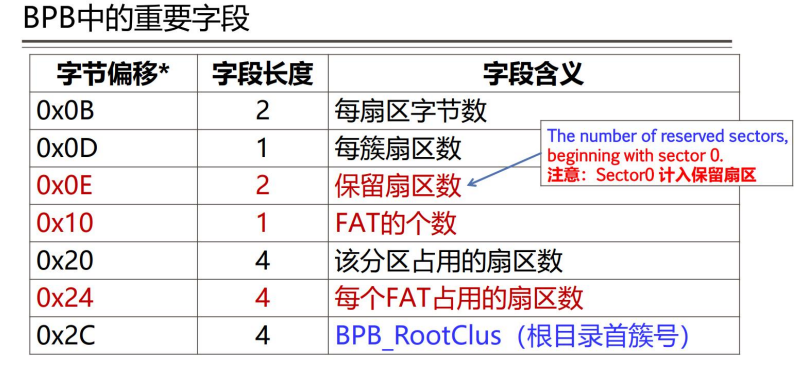 BPB中的重要字段
字节偏移* 字段长度 字段含义
0x0B 2 每扇区字节数
0x0D 1 每簇扇区数
0x0E 2 保留扇区数
0x10 1 FAT的个数
0x20 4 该分区占用的扇区数
0x24 4 每个FAT占用的扇区数
0x2C 4 BPB_RootClus（根目录首簇号）
The number of reserved sectors,
beginning with sector 0.
注意：Sector0 计入保留扇区